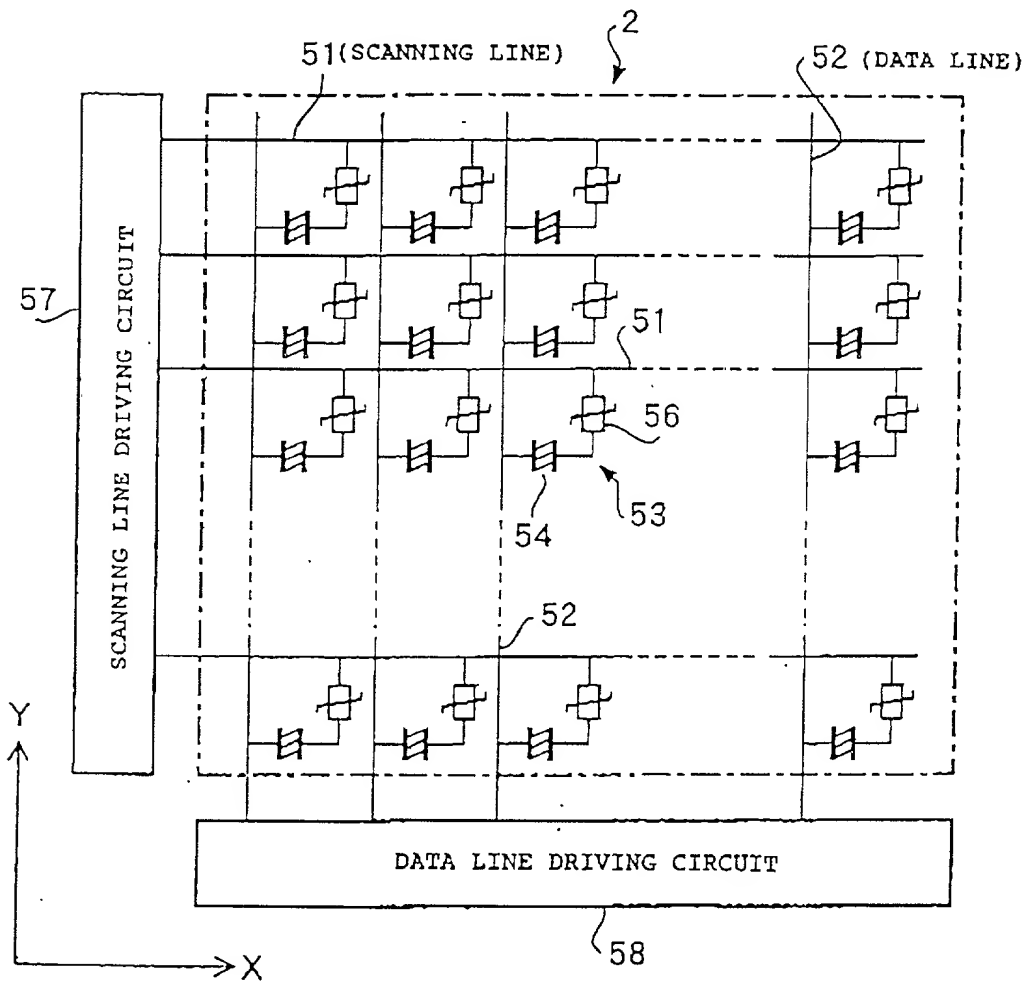 2
51 (SCANNING LINE)
52 (DATA LINE)
57
SCANNING LINE DRIVING CIRCUIT
51
56
54
53
52
Y
DATA LINE DRIVING CIRCUIT
58
X